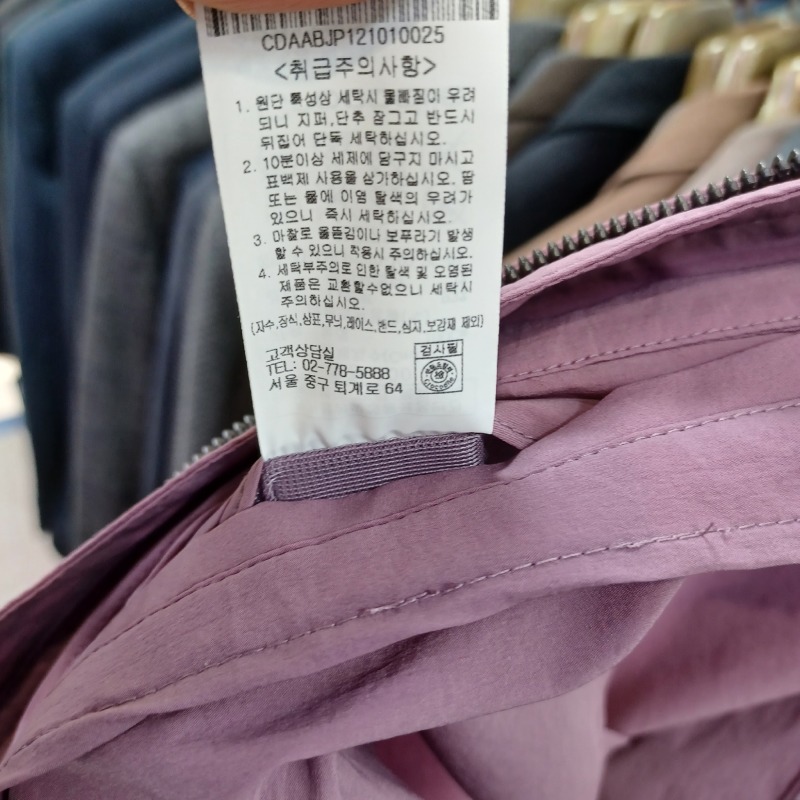 CDAABJP121010025
<취급주의사항>
1. 원단 특성상 세탁시 물빠짐이 우려
되니 지퍼,단추 잠그고 반드시
뒤집어 단독 세탁하십시오.
2. 10분이상 세제에 담구지 마시고
표백제 사용을 삼가하십시오. 땀
또는 물에 이염 탈색의 우려가
있으니 즉시 세탁하십시오.
3. 마찰로 올뜯김이나 보푸라기 발생
할 수 있으니 착용시 주의하십시오.
4. 세탁부주의로 인한 탈색 및 오염된
제품은 교환할수없으니 세탁시
주의하십시오.
(자수,장식,상표,무늬,레이스,밴드,심지,보강재 제외)
고객상담실
TEL: 02-778-5888
서울 중구 퇴계로 64
검사필